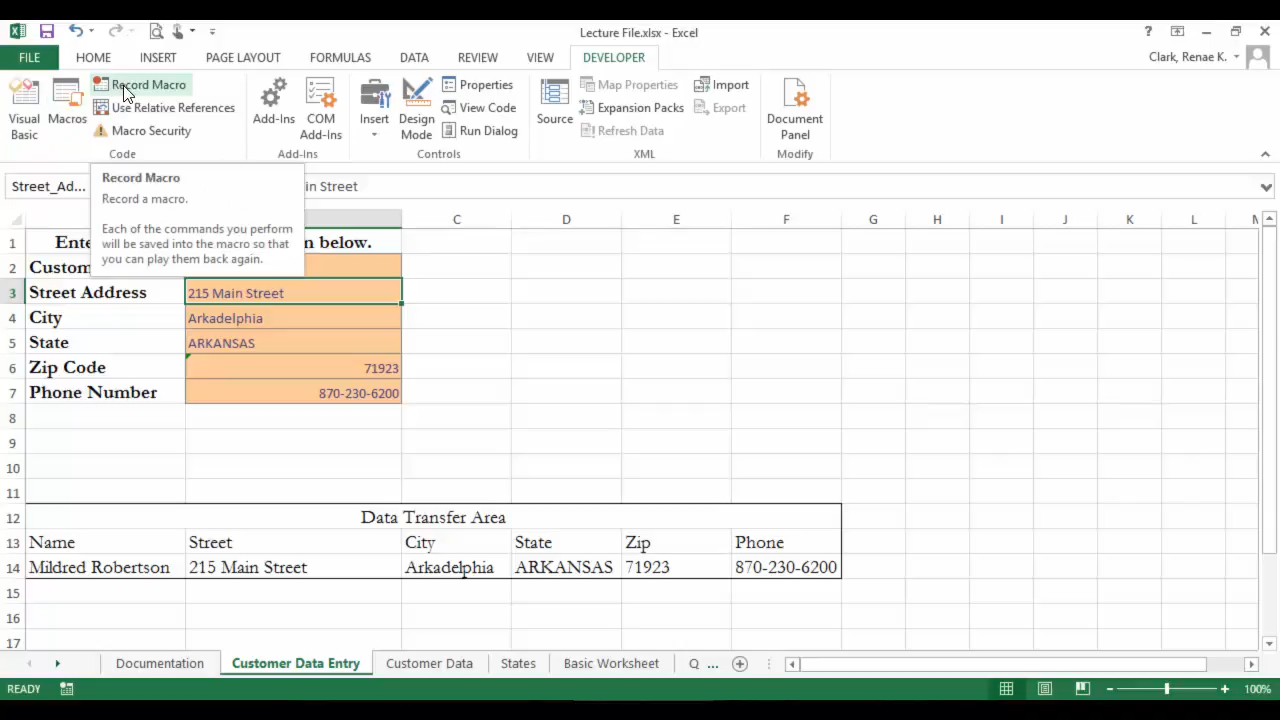 Lecture File.xlsx - Excel
?
FILE HOME INSERT PAGE LAYOUT FORMULAS DATA REVIEW VIEW DEVELOPER
Clark, Renae K.
Visual Basic
Macros
Record Macro
Use Relative References
Macro Security
Code
Add-Ins
COM Add-Ins
Add-Ins
Insert
Design Mode
Properties
View Code
Run Dialog
Controls
Source
Map Properties
Expansion Packs
Refresh Data
Import
Export
XML
Document Panel
Modify
Street_Ad...
in Street
Record Macro
Record a macro.
Each of the commands you perform
will be saved into the macro so that
you can play them back again.
C D E F G H I J K L M
1 Ente n below.
2 Custom
3 Street Address 215 Main Street
4 City Arkadelphia
5 State ARKANSAS
6 Zip Code 71923
7 Phone Number 870-230-6200
8
9
10
11
12 Data Transfer Area
13 Name Street City State Zip Phone
14 Mildred Robertson 215 Main Street Arkadelphia ARKANSAS 71923 870-230-6200
15
16
17
Documentation Customer Data Entry Customer Data States Basic Worksheet Q ...
READY
100%